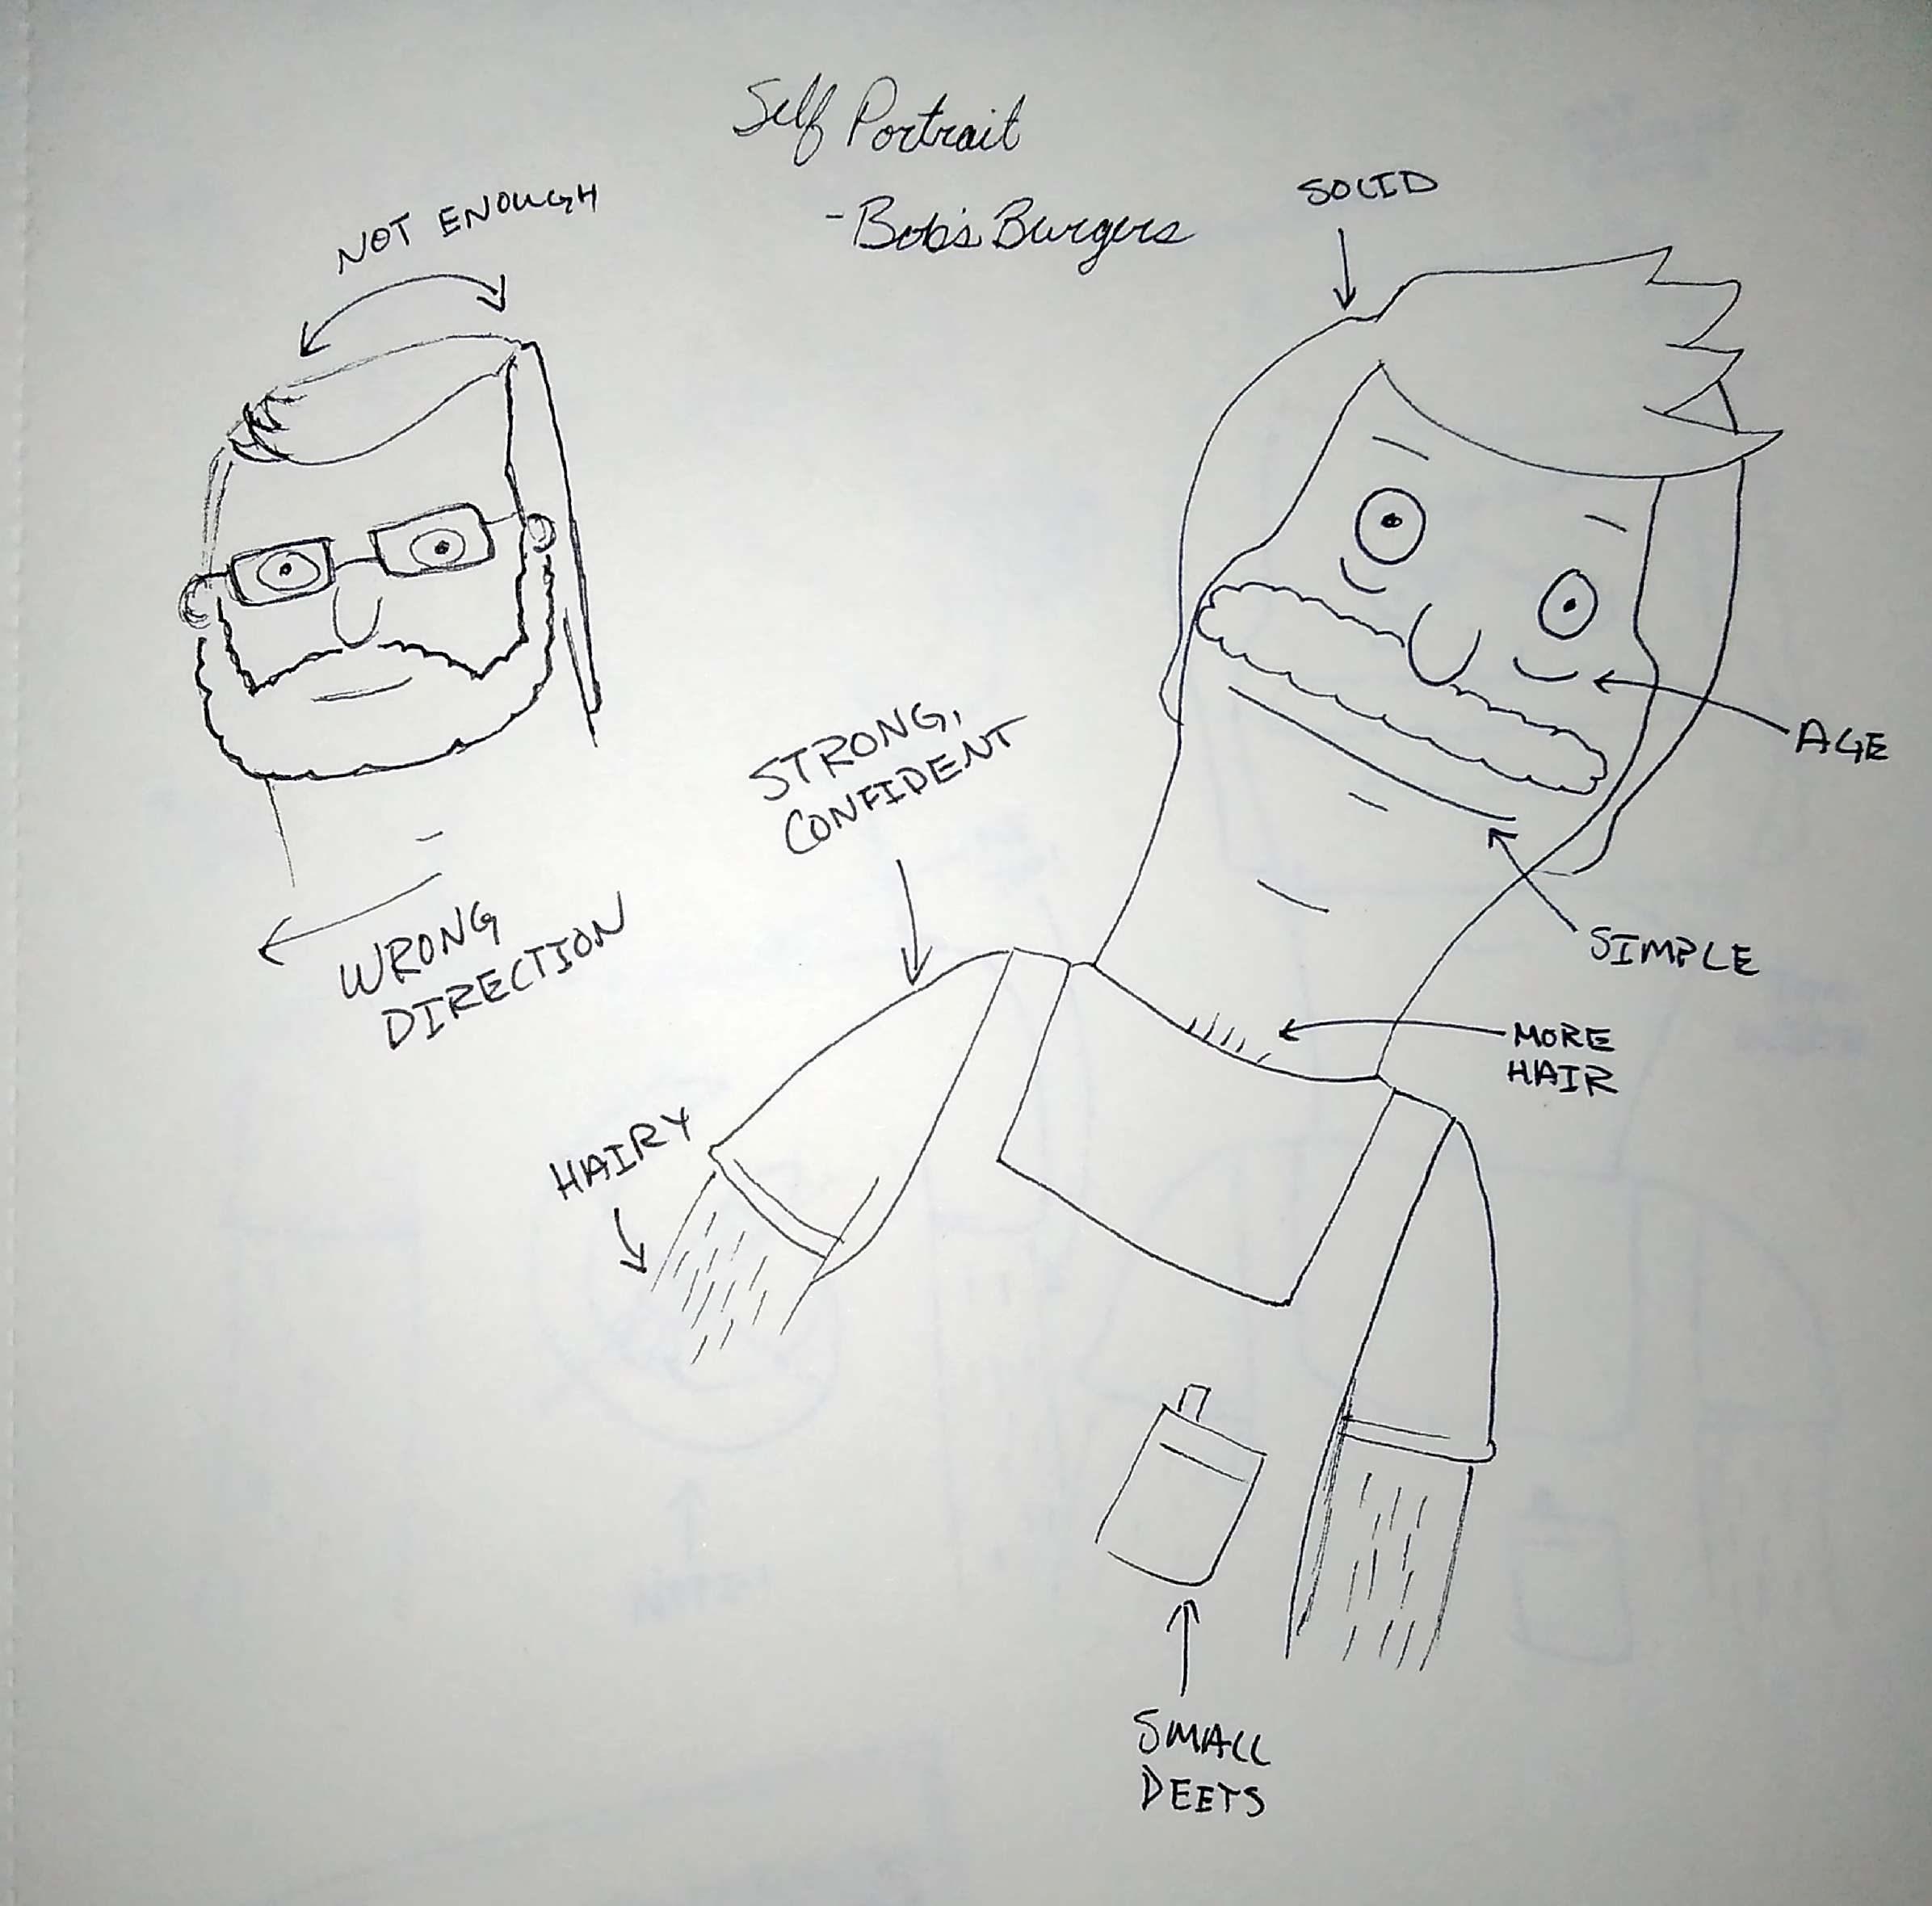 Self Portrait
-Bob's Burgers
NOT ENOUGH
SOLID
STRONG,
CONFIDENT
AGE
WRONG
DIRECTION
SIMPLE
MORE
HAIR
HAIRY
SMALL
DEETS